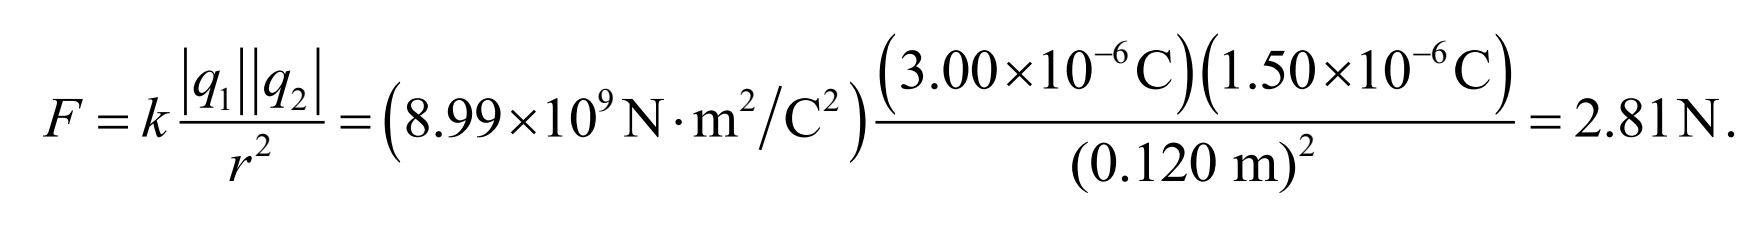 F = k |q₁||q₂| / r² = (8.99×10⁹ N·m²/C²) (3.00×10⁻⁶ C)(1.50×10⁻⁶ C) / (0.120 m)² = 2.81 N.